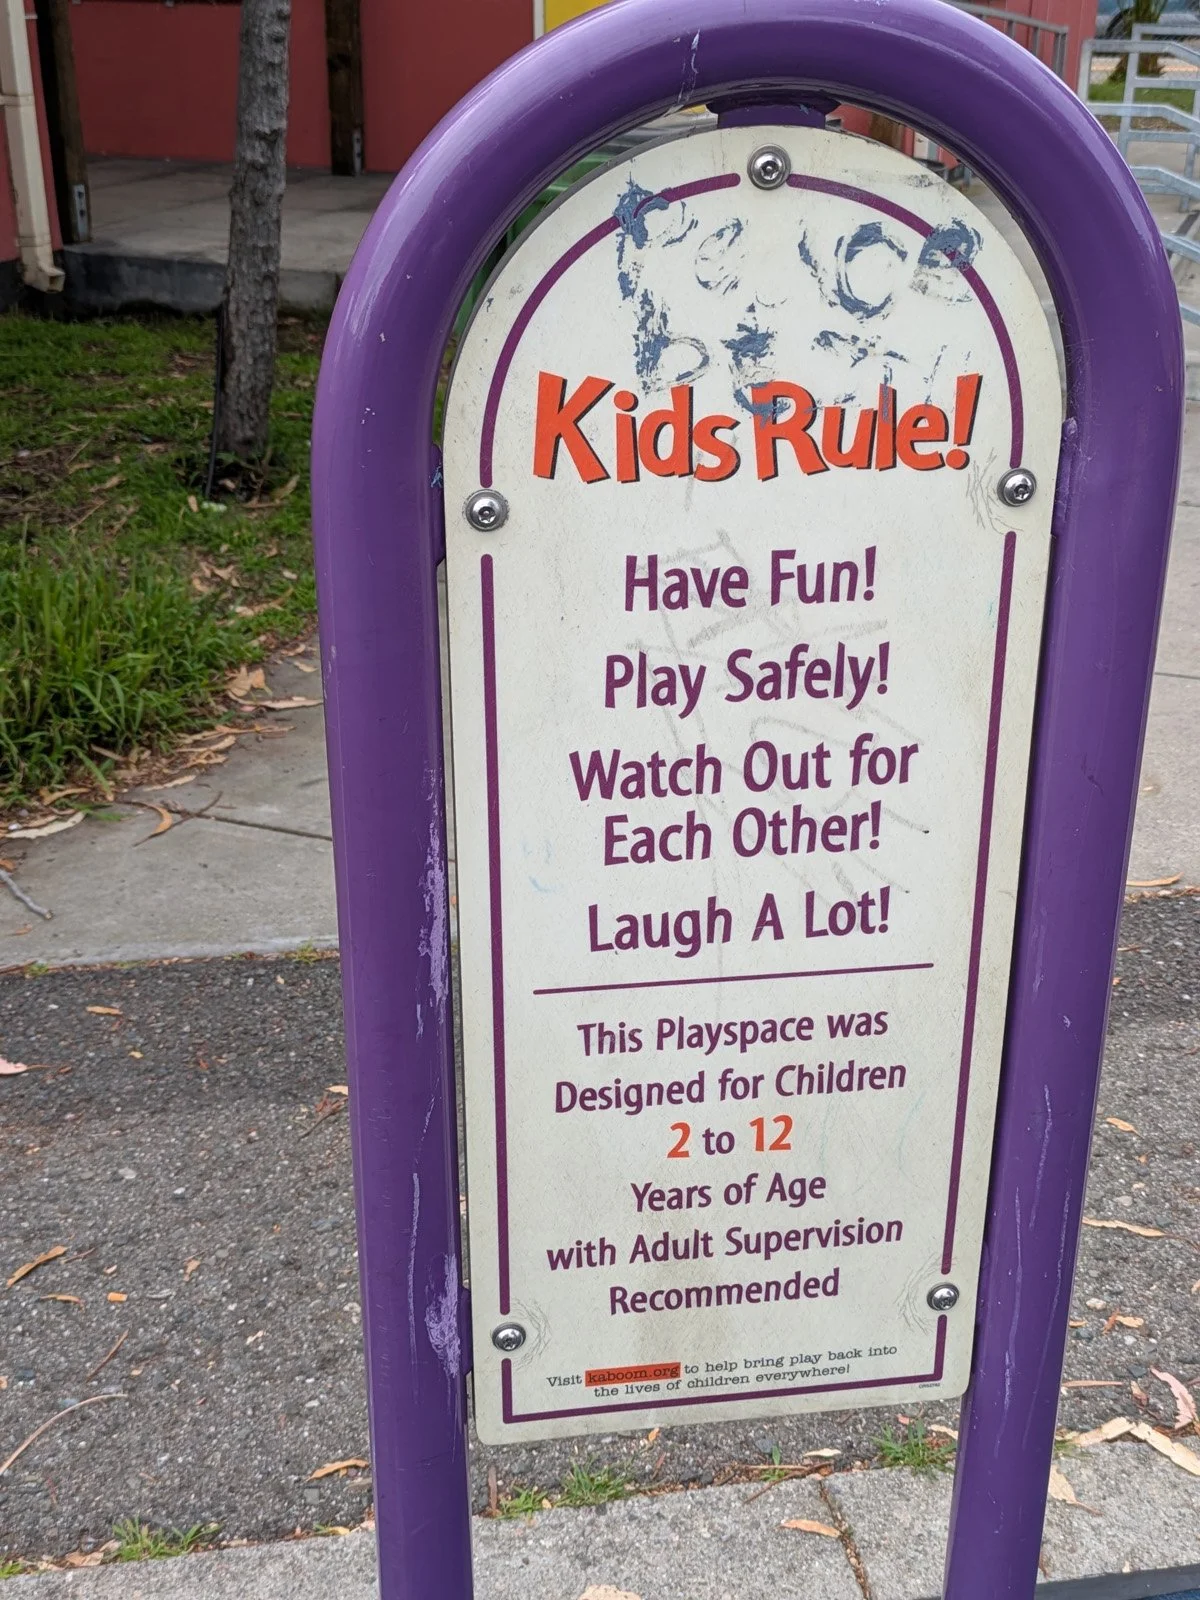 Kids Rule!
Have Fun!
Play Safely!
Watch Out for
Each Other!
Laugh A Lot!
This Playspace was
Designed for Children
2 to 12
Years of Age
with Adult Supervision
Recommended
Visit kaboom.org to help bring play back into
the lives of children everywhere!